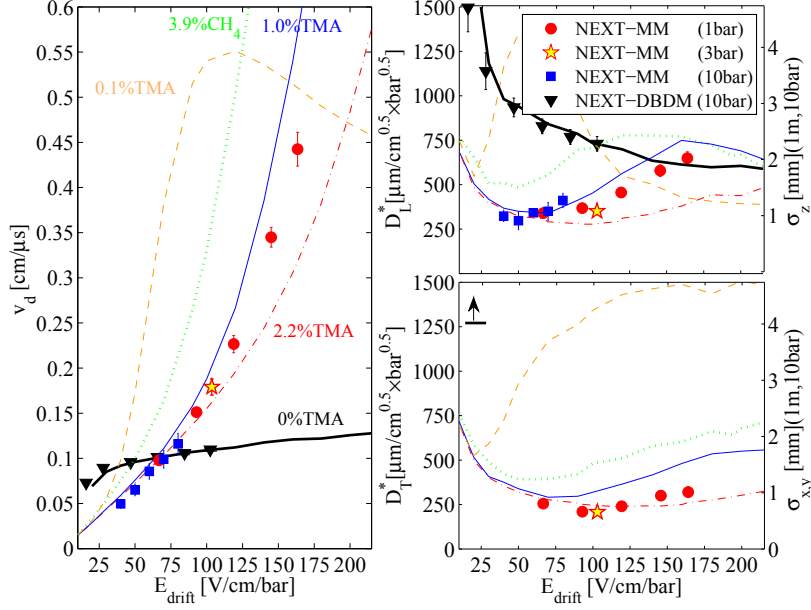 0.6
0.55
0.5
0.45
0.4
0.35
0.3
0.25
0.2
0.15
0.1
0.05
0
v_d [cm/µs]
3.9%CH_4
1.0%TMA
0.1%TMA
2.2%TMA
0%TMA
25 50 75 100 125 150 175 200
E_drift [V/cm/bar]
1500
1250
1000
750
500
250
D_L^* [µm/cm^0.5×bar^0.5]
NEXT−MM (1bar)
NEXT−MM (3bar)
NEXT−MM (10bar)
NEXT−DBDM (10bar)
4
3
2
1
σ_z [mm](1m,10bar)
1500
1250
1000
750
500
250
0
D_T^* [µm/cm^0.5×bar^0.5]
4
3
2
1
0
σ_x,y [mm](1m,10bar)
25 50 75 100 125 150 175 200
E_drift [V/cm/bar]